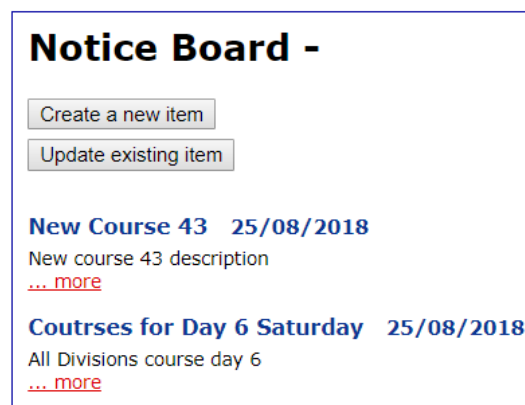 Notice Board -
Create a new item
Update existing item
New Course 43 25/08/2018
New course 43 description
... more
Coutrses for Day 6 Saturday 25/08/2018
All Divisions course day 6
... more